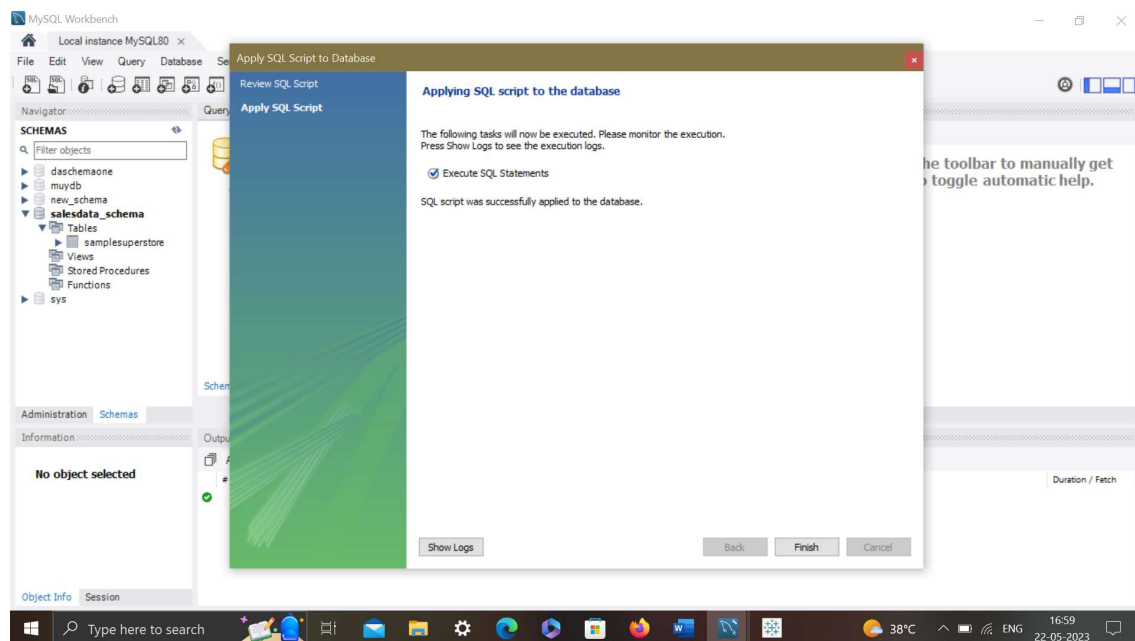 MySQL Workbench
Local instance MySQL80
File Edit View Query Database Se
Navigator
SCHEMAS
Filter objects
daschemaone
muydb
new_schema
salesdata_schema
Tables
samplesuperstore
Views
Stored Procedures
Functions
sys
Administration Schemas
Information
No object selected
Object Info Session
Query
Schem
Outpu
#
Apply SQL Script to Database
Review SQL Script
Apply SQL Script
Applying SQL script to the database
The following tasks will now be executed. Please monitor the execution.
Press Show Logs to see the execution logs.
Execute SQL Statements
SQL script was successfully applied to the database.
Show Logs Back Finish Cancel
he toolbar to manually get
toggle automatic help.
Duration / Fetch
Type here to search
38°C ENG 16:59
22-05-2023